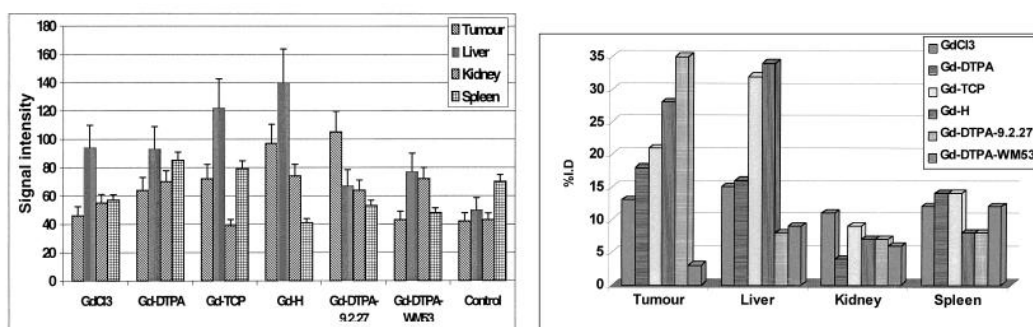 180
160
140
120
100
80
60
40
20
0
Signal intensity
Tumour
Liver
Kidney
Spleen
GdCl3 Gd-DTPA Gd-TCP Gd-H Gd-DTPA- Gd-DTPA- Control
9.2.27 WM53
35
30
25
20
15
10
5
0
%I.D
GdCl3
Gd-DTPA
Gd-TCP
Gd-H
Gd-DTPA-9.2.27
Gd-DTPA-WM53
Tumour Liver Kidney Spleen